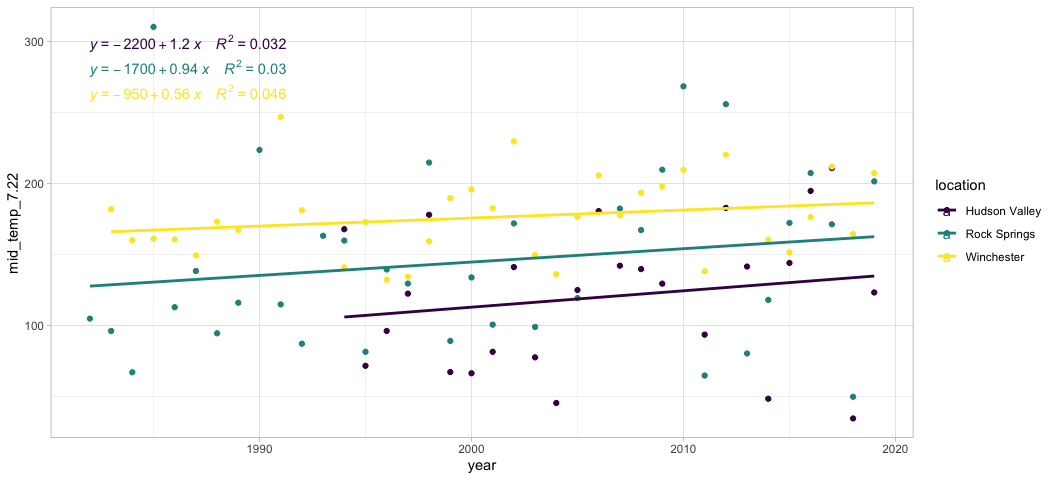 300
y = −2200 + 1.2 x R² = 0.032
y = −1700 + 0.94 x R² = 0.03
y = −950 + 0.56 x R² = 0.046
200
100
mid_temp_7.22
1990 2000 2010 2020
year
location
a Hudson Valley
a Rock Springs
a Winchester